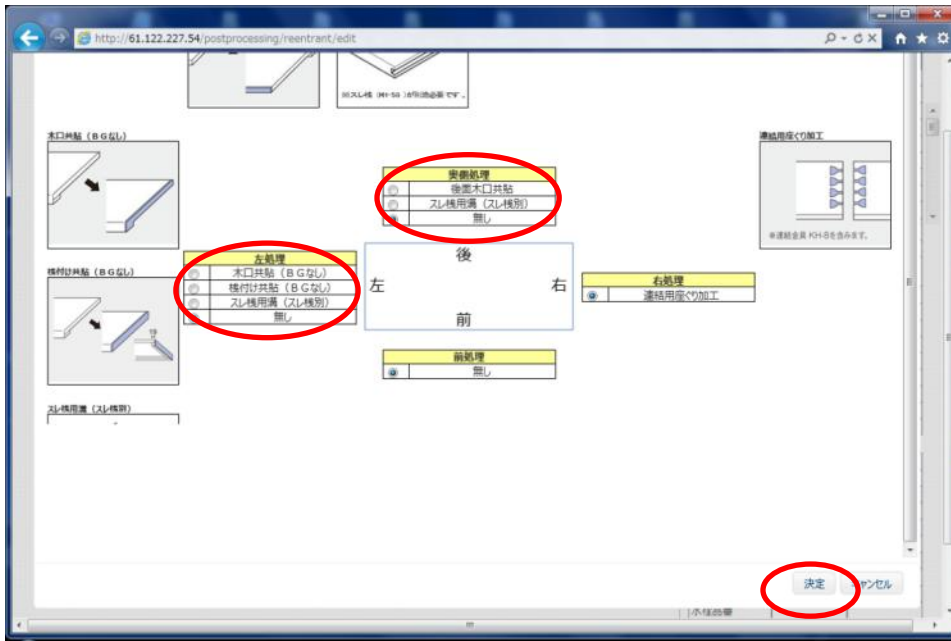 http://61.122.227.54/postprocessing/reentrant/edit
木口共貼（ＢＧなし）
連結用座ぐり加工
奥側処理
後面木口共貼
スレ桟用溝（スレ桟別）
無し
※連結金具 KH-8を含みます。
桟付け共貼（ＢＧなし）
左処理
木口共貼（ＢＧなし）
桟付け共貼（ＢＧなし）
スレ桟用溝（スレ桟別）
無し
後
左
右
前
右処理
連結用座ぐり加工
前処理
無し
スレ桟用溝（スレ桟別）
決定
キャンセル